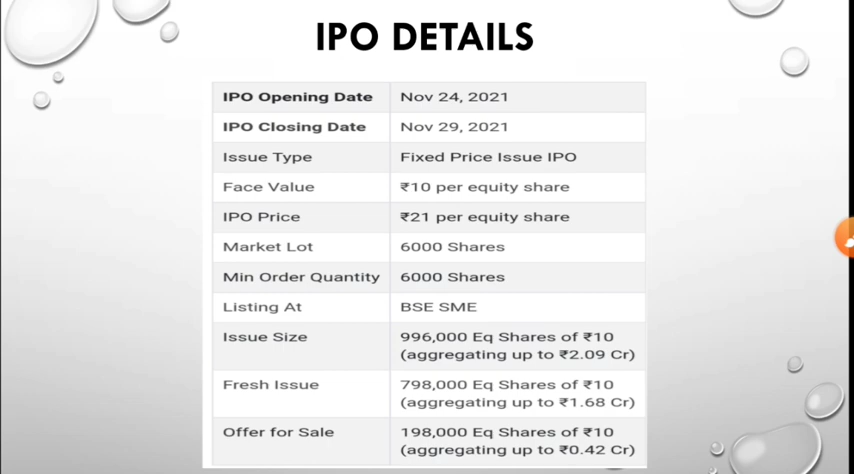 IPO DETAILS
IPO Opening Date Nov 24, 2021
IPO Closing Date Nov 29, 2021
Issue Type Fixed Price Issue IPO
Face Value ₹10 per equity share
IPO Price ₹21 per equity share
Market Lot 6000 Shares
Min Order Quantity 6000 Shares
Listing At BSE SME
Issue Size 996,000 Eq Shares of ₹10
(aggregating up to ₹2.09 Cr)
Fresh Issue 798,000 Eq Shares of ₹10
(aggregating up to ₹1.68 Cr)
Offer for Sale 198,000 Eq Shares of ₹10
(aggregating up to ₹0.42 Cr)